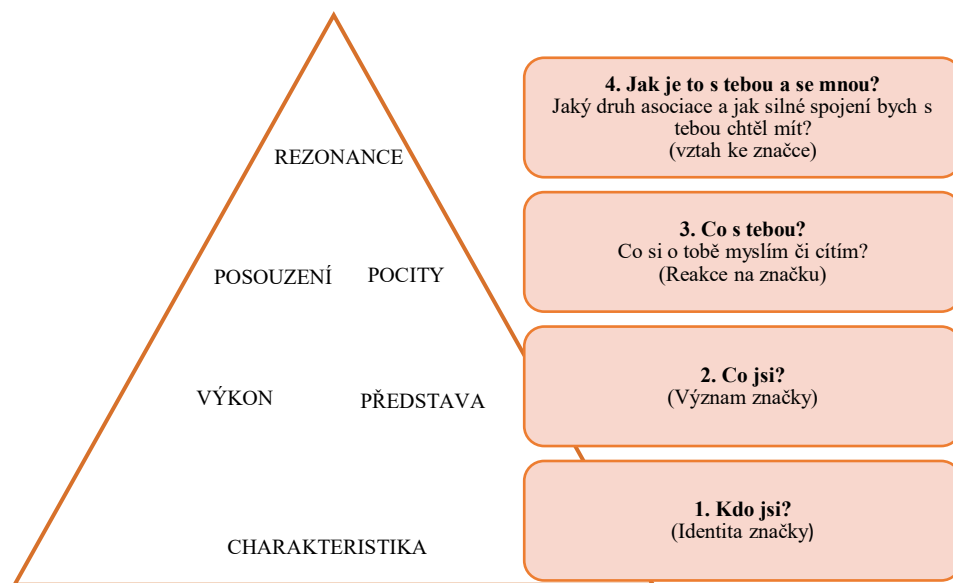 4. Jak je to s tebou a se mnou?
Jaký druh asociace a jak silné spojení bych s
tebou chtěl mít?
(vztah ke značce)
REZONANCE
3. Co s tebou?
Co si o tobě myslím či cítím?
(Reakce na značku)
POSOUZENÍ POCITY
2. Co jsi?
(Význam značky)
VÝKON PŘEDSTAVA
1. Kdo jsi?
(Identita značky)
CHARAKTERISTIKA